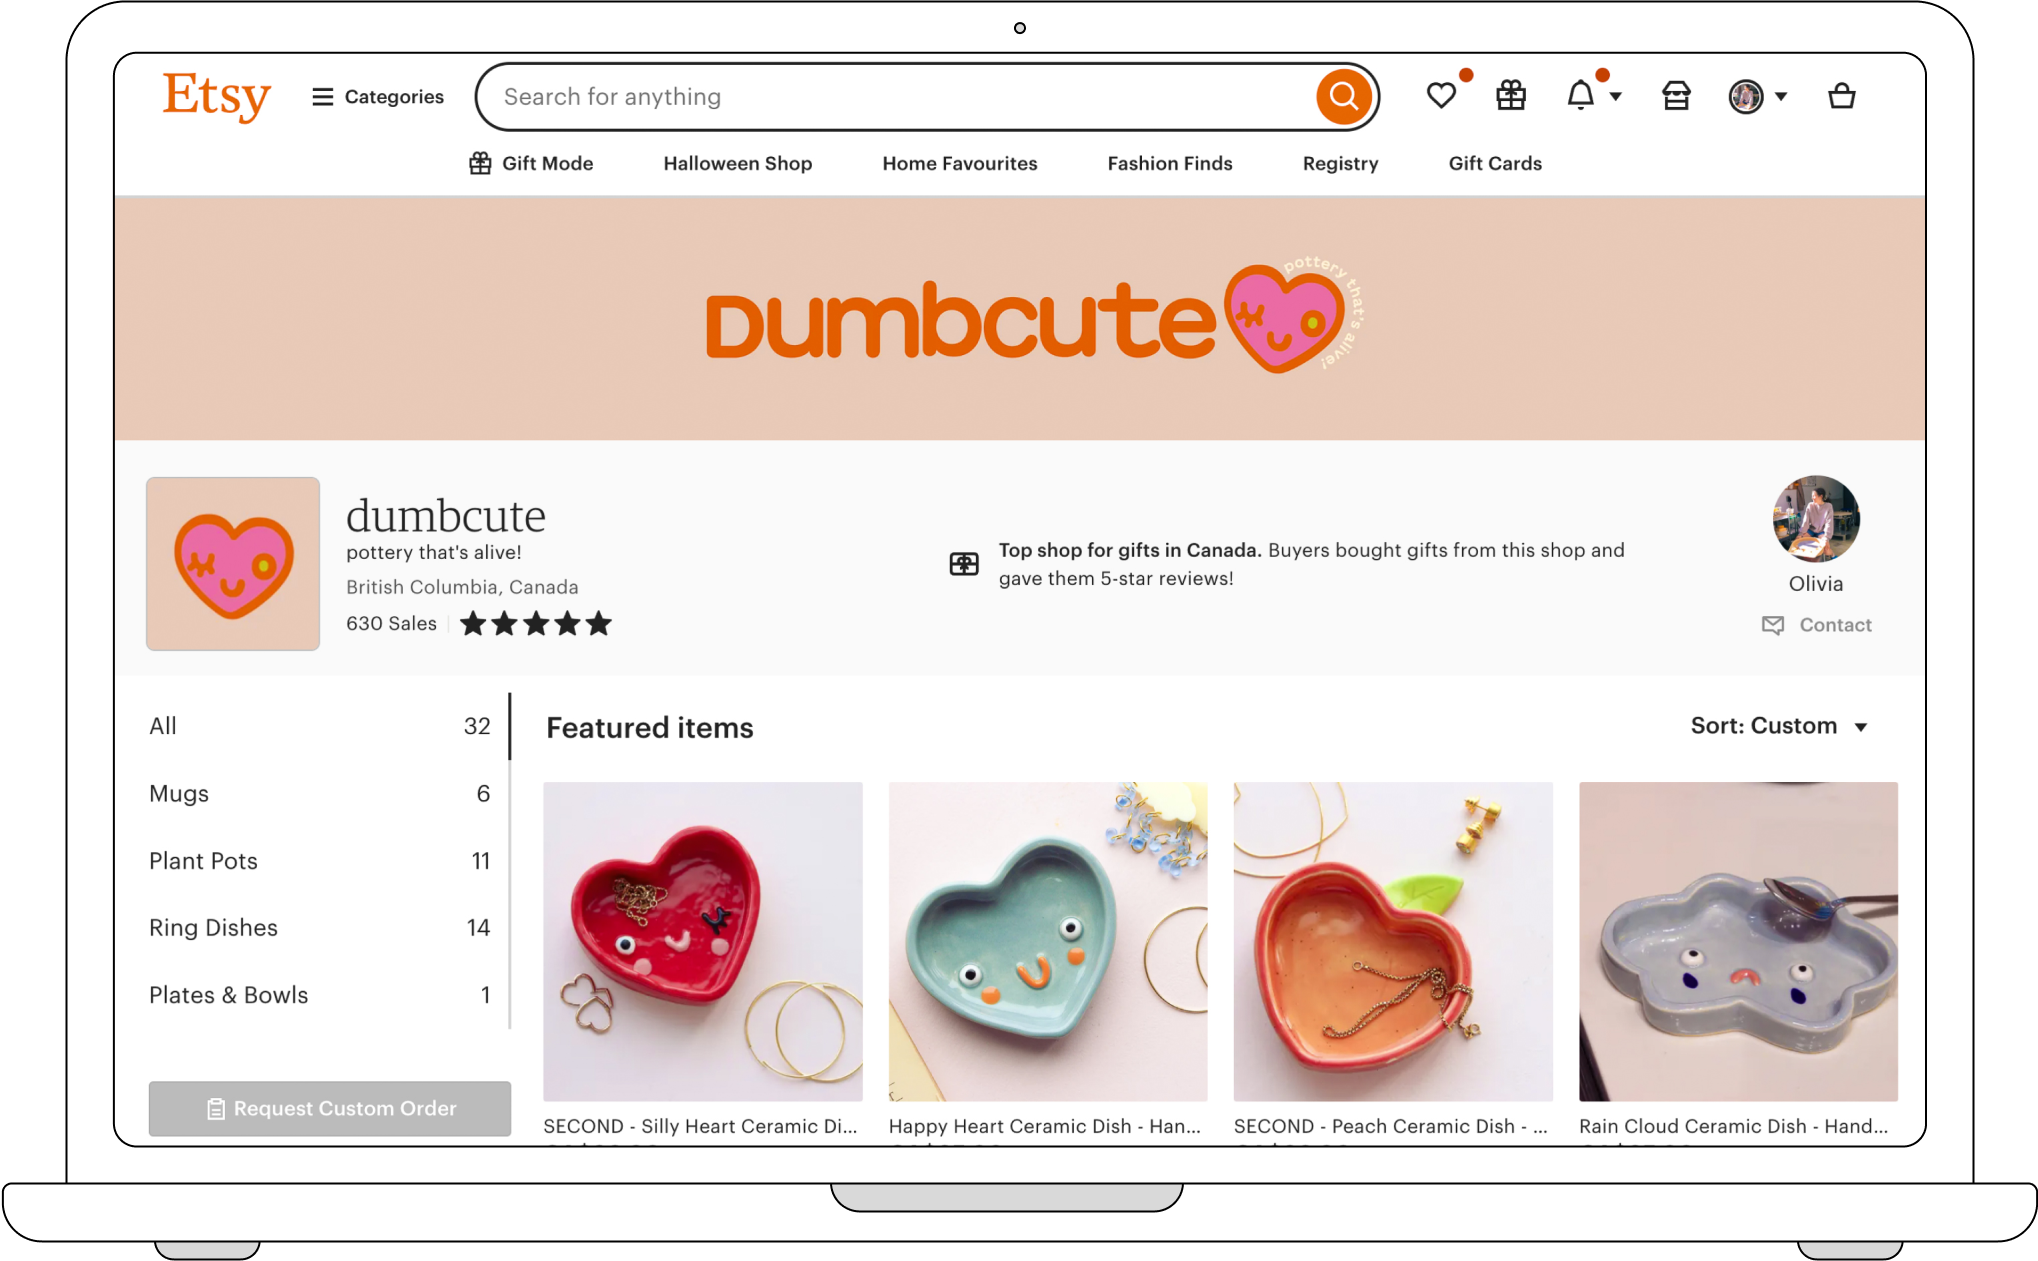 Etsy
Categories
Search for anything
Gift Mode
Halloween Shop
Home Favourites
Fashion Finds
Registry
Gift Cards
Dumbcute
pottery that's alive!
dumbcute
pottery that's alive!
British Columbia, Canada
630 Sales
Top shop for gifts in Canada. Buyers bought gifts from this shop and
gave them 5-star reviews!
Olivia
Contact
All 32
Mugs 6
Plant Pots 11
Ring Dishes 14
Plates & Bowls 1
Request Custom Order
Featured items
Sort: Custom
SECOND - Silly Heart Ceramic Di...
Happy Heart Ceramic Dish - Han...
SECOND - Peach Ceramic Dish - ...
Rain Cloud Ceramic Dish - Hand...